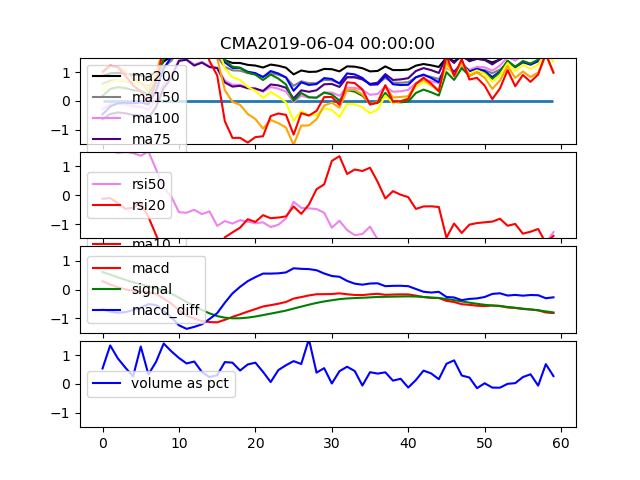 CMA2019-06-04 00:00:00
1
0
−1
ma200
ma150
ma100
ma75
1
0
−1
rsi50
rsi20
ma10
1
0
−1
macd
signal
macd_diff
1
0
−1
volume as pct
0 10 20 30 40 50 60